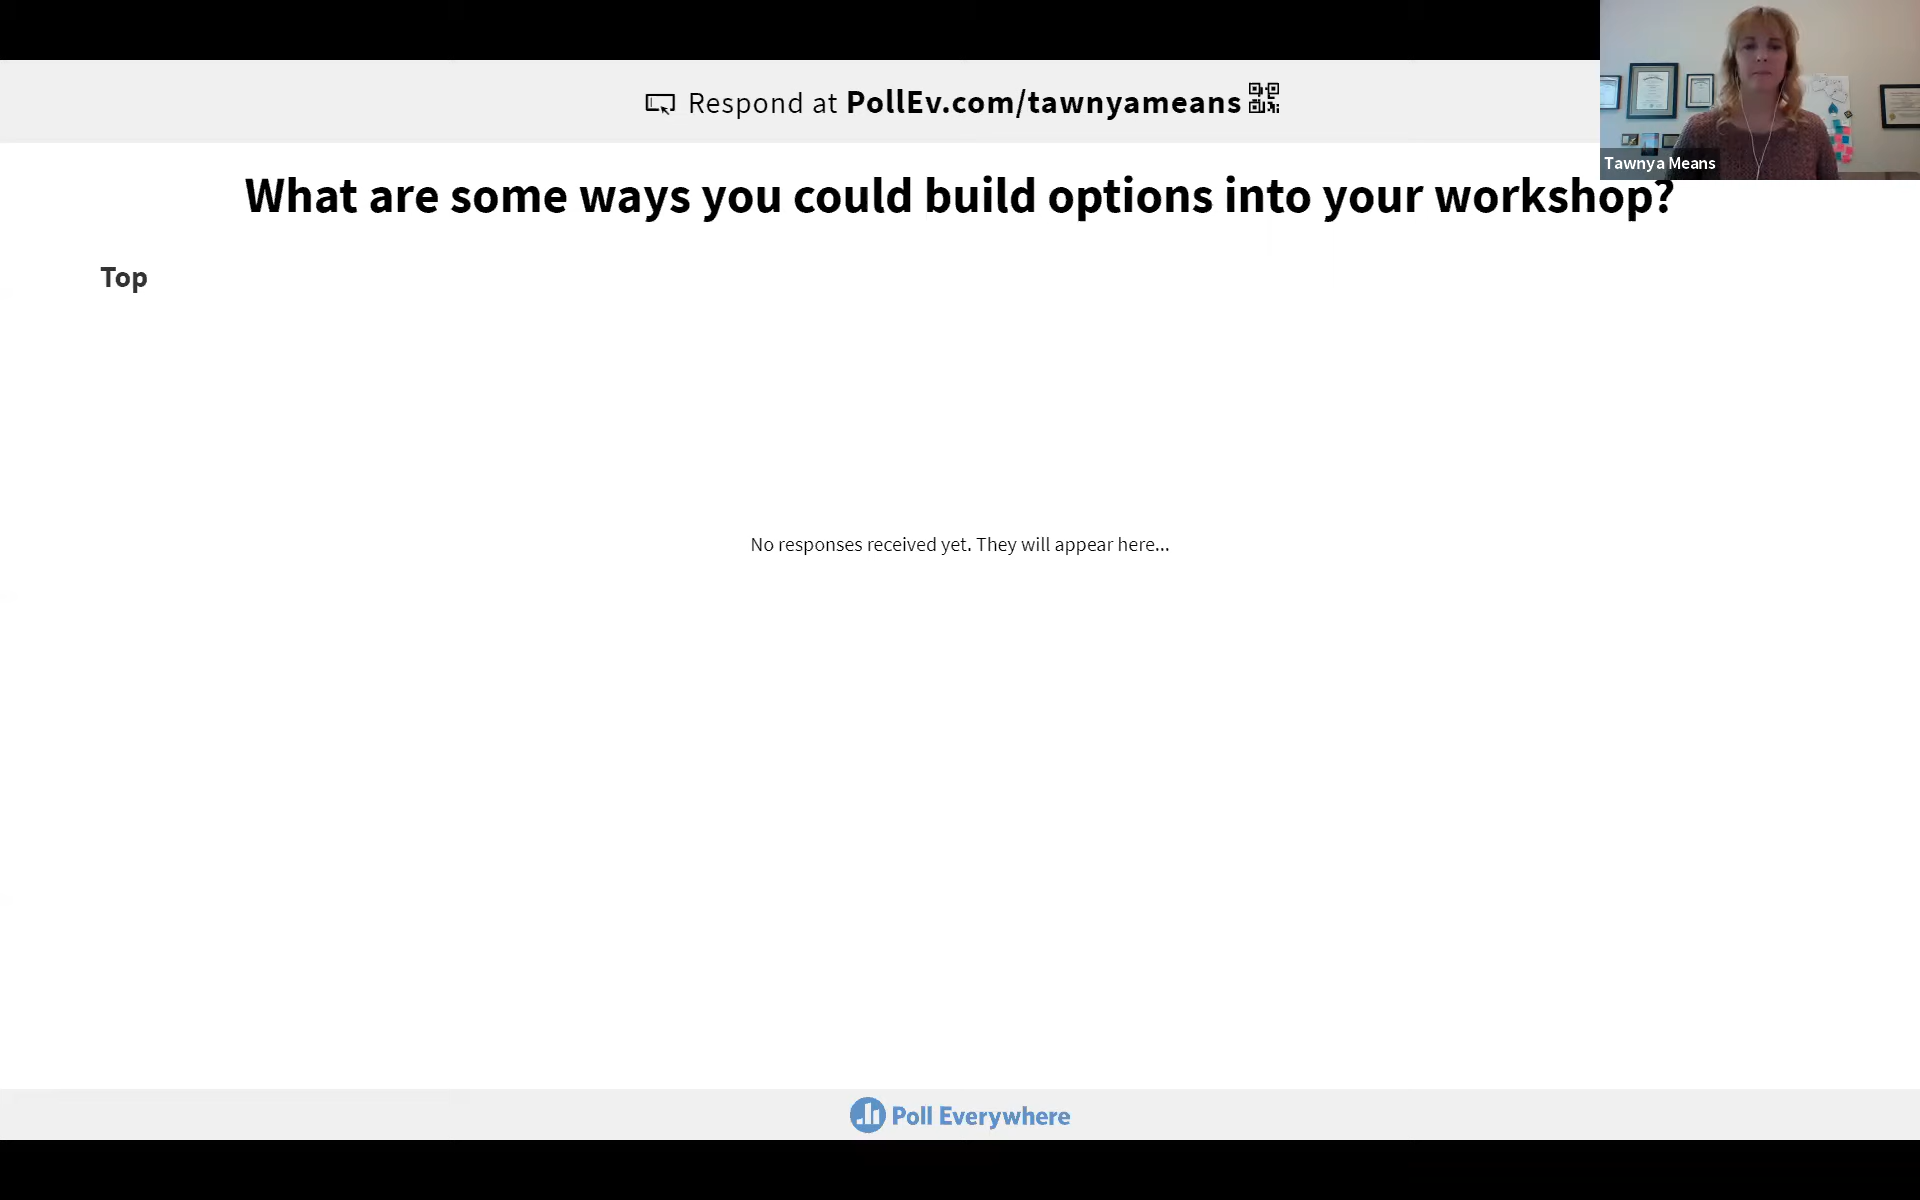 Respond at PollEv.com/tawnyameans
Tawnya Means
What are some ways you could build options into your workshop?
Top
No responses received yet. They will appear here...
Poll Everywhere